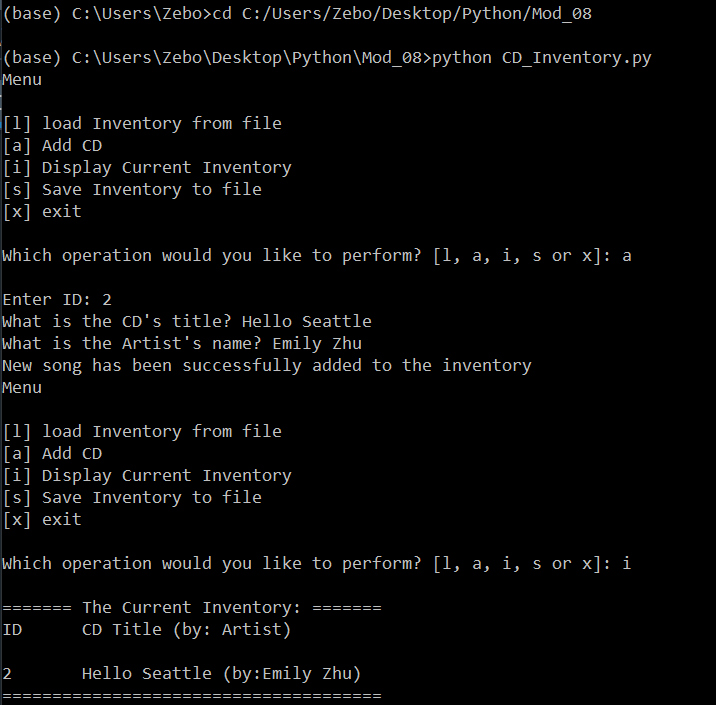 (base) C:\Users\Zebo>cd C:/Users/Zebo/Desktop/Python/Mod_08
(base) C:\Users\Zebo\Desktop\Python\Mod_08>python CD_Inventory.py
Menu
[l] load Inventory from file
[a] Add CD
[i] Display Current Inventory
[s] Save Inventory to file
[x] exit
Which operation would you like to perform? [l, a, i, s or x]: a
Enter ID: 2
What is the CD's title? Hello Seattle
What is the Artist's name? Emily Zhu
New song has been successfully added to the inventory
Menu
[l] load Inventory from file
[a] Add CD
[i] Display Current Inventory
[s] Save Inventory to file
[x] exit
Which operation would you like to perform? [l, a, i, s or x]: i
======= The Current Inventory: =======
ID      CD Title (by: Artist)
2       Hello Seattle (by:Emily Zhu)
======================================